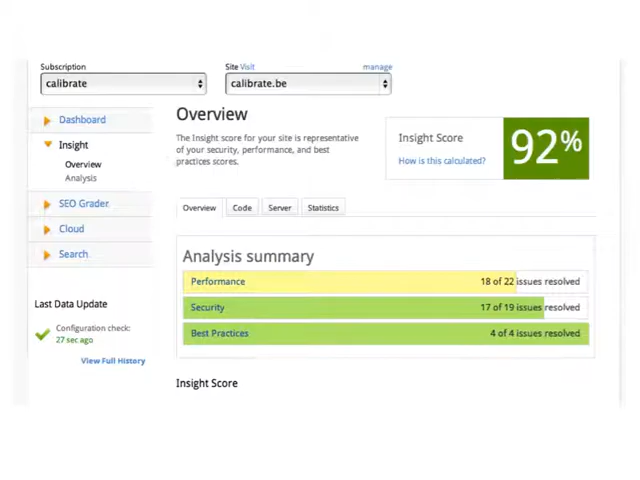 Subscription
Site Visit
manage
calibrate
calibrate.be
Dashboard
Insight
Overview
Analysis
SEO Grader
Cloud
Search
Last Data Update
Configuration check:
27 sec ago
View Full History
Overview
The Insight score for your site is representative
of your security, performance, and best
practices scores.
Insight Score
How is this calculated?
92%
Overview
Code
Server
Statistics
Analysis summary
Performance
18 of 22 issues resolved
Security
17 of 19 issues resolved
Best Practices
4 of 4 issues resolved
Insight Score